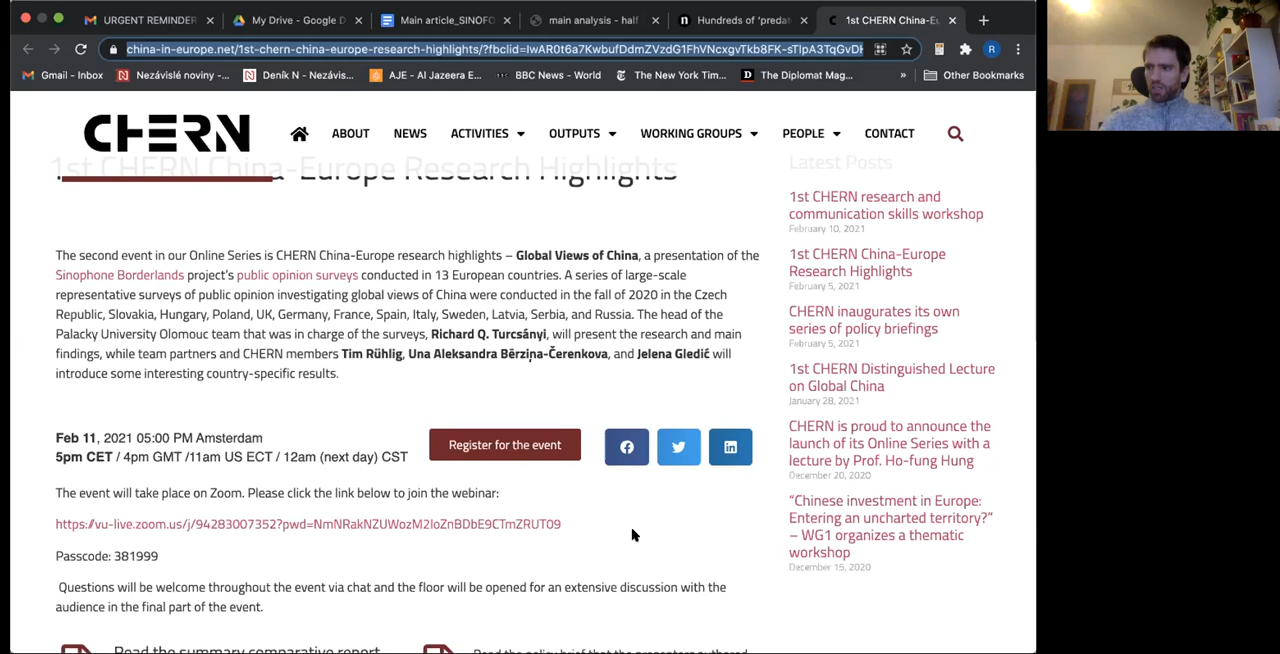 URGENT REMINDER
My Drive - Google D
Main article_SINOFO
main analysis - half
Hundreds of 'predat
1st CHERN China-Eu
china-in-europe.net/1st-chern-china-europe-research-highlights/?fbclid=IwAR0t6a7KwbufDdmZVzdG1FhVNcxgvTkb8FK-sTlpA3TqGvDH
R
Gmail - Inbox
Nezávislé noviny -...
Deník N - Nezávis...
AJE - Al Jazeera E...
BBC News - World
The New York Tim...
The Diplomat Mag...
»
Other Bookmarks
CHERN
ABOUT
NEWS
ACTIVITIES
OUTPUTS
WORKING GROUPS
PEOPLE
CONTACT
1st CHERN China-Europe Research Highlights
The second event in our Online Series is CHERN China-Europe research highlights – Global Views of China, a presentation of the
Sinophone Borderlands project's public opinion surveys conducted in 13 European countries. A series of large-scale
representative surveys of public opinion investigating global views of China were conducted in the fall of 2020 in the Czech
Republic, Slovakia, Hungary, Poland, UK, Germany, France, Spain, Italy, Sweden, Latvia, Serbia, and Russia. The head of the
Palacky University Olomouc team that was in charge of the surveys, Richard Q. Turcsányi, will present the research and main
findings, while team partners and CHERN members Tim Rühlig, Una Aleksandra Bērziņa-Čerenkova, and Jelena Gledić will
introduce some interesting country-specific results.
Feb 11, 2021 05:00 PM Amsterdam
5pm CET / 4pm GMT /11am US ECT / 12am (next day) CST
Register for the event
The event will take place on Zoom. Please click the link below to join the webinar:
https://vu-live.zoom.us/j/94283007352?pwd=NmNRakNZUWozM2loZnBDbE9CTmZRUT09
Passcode: 381999
Questions will be welcome throughout the event via chat and the floor will be opened for an extensive discussion with the
audience in the final part of the event.
Read the summary comparative report
Read the policy brief that the presenters authored
Latest Posts
1st CHERN research and
communication skills workshop
February 10, 2021
1st CHERN China-Europe
Research Highlights
February 5, 2021
CHERN inaugurates its own
series of policy briefings
February 5, 2021
1st CHERN Distinguished Lecture
on Global China
January 28, 2021
CHERN is proud to announce the
launch of its Online Series with a
lecture by Prof. Ho-fung Hung
December 20, 2020
“Chinese investment in Europe:
Entering an uncharted territory?”
– WG1 organizes a thematic
workshop
December 15, 2020